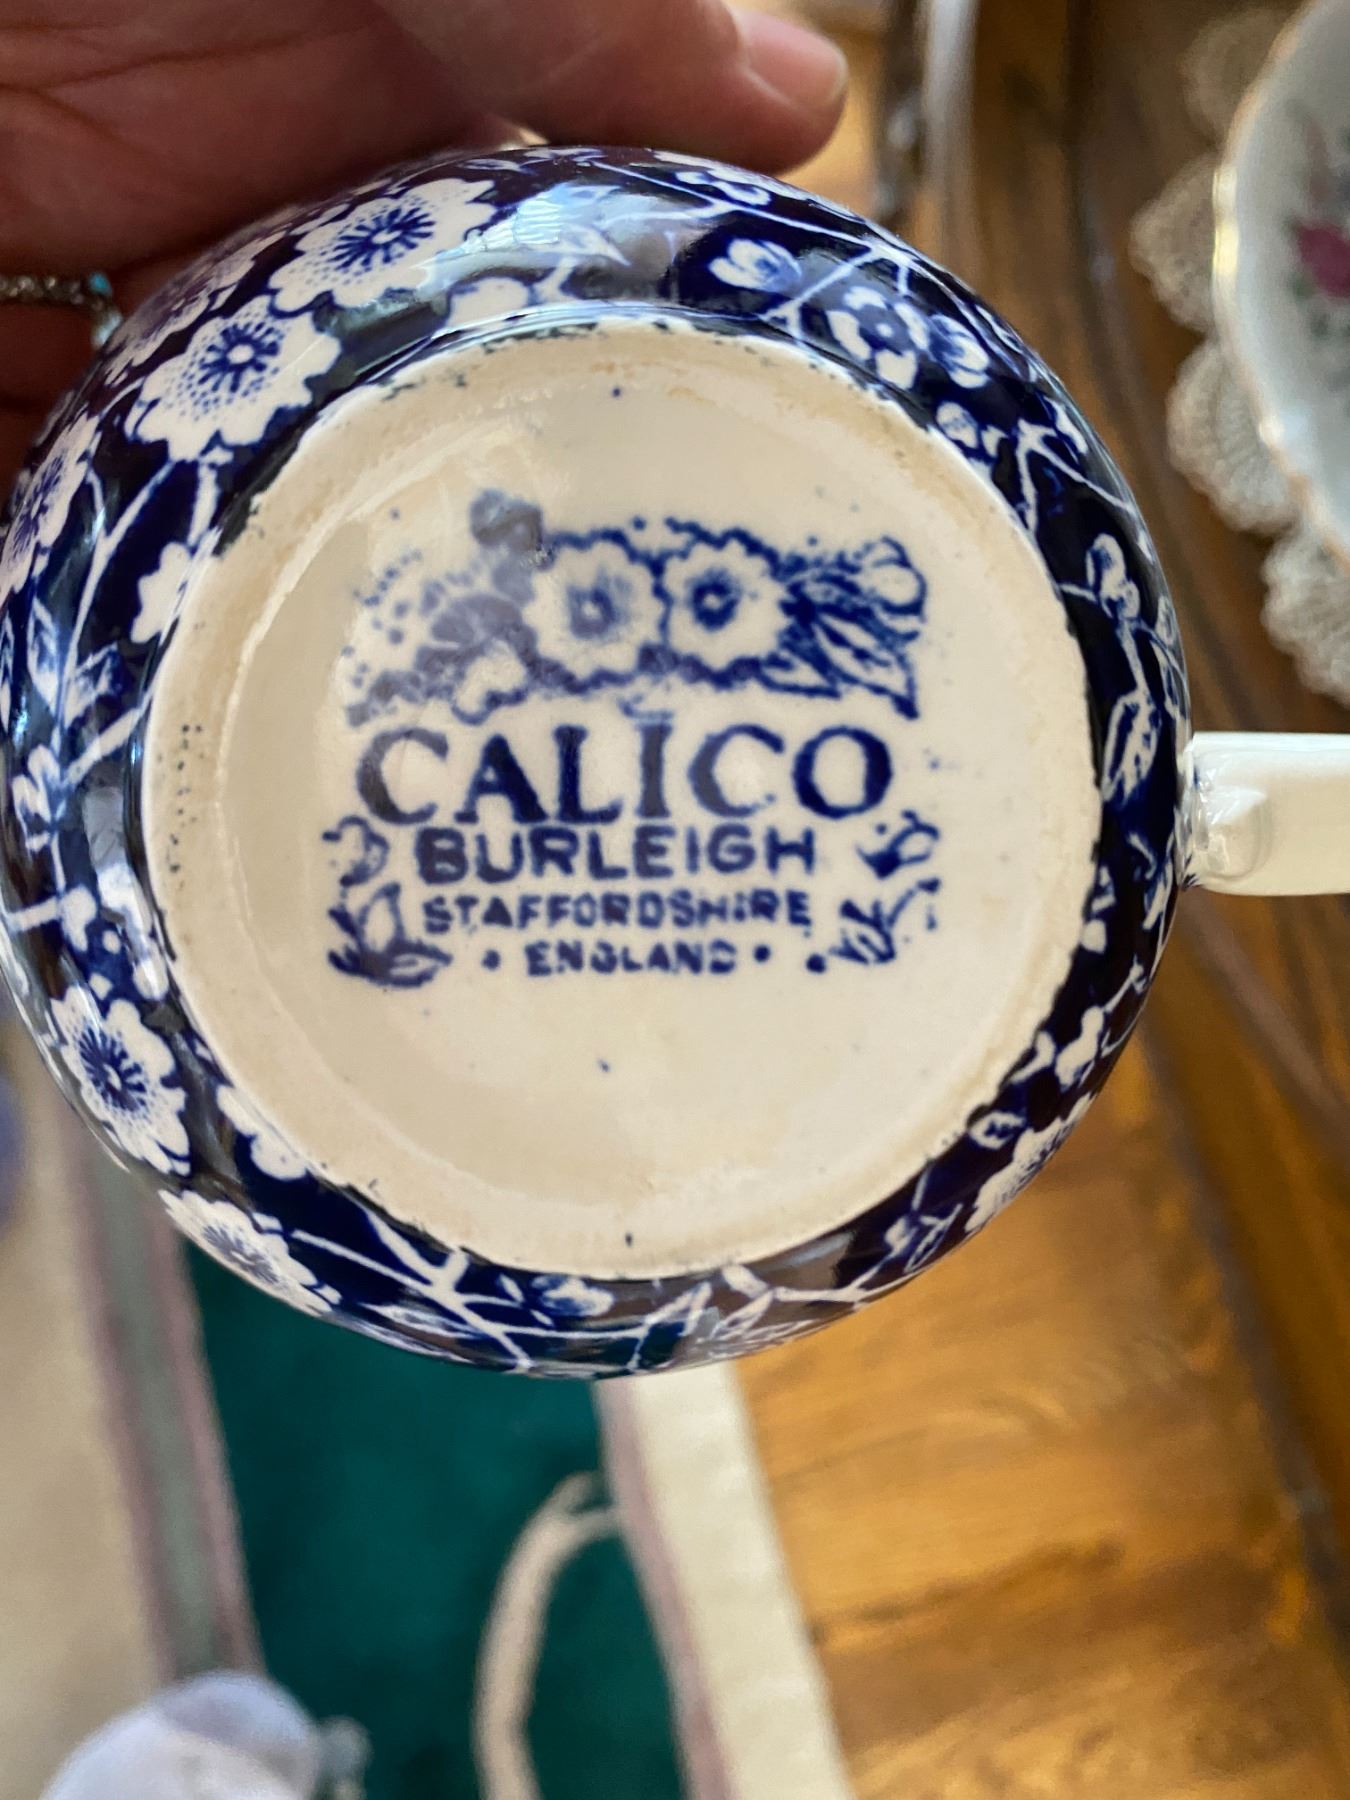 CALICO
BURLEIGH
STAFFORDSHIRE
• ENGLAND •